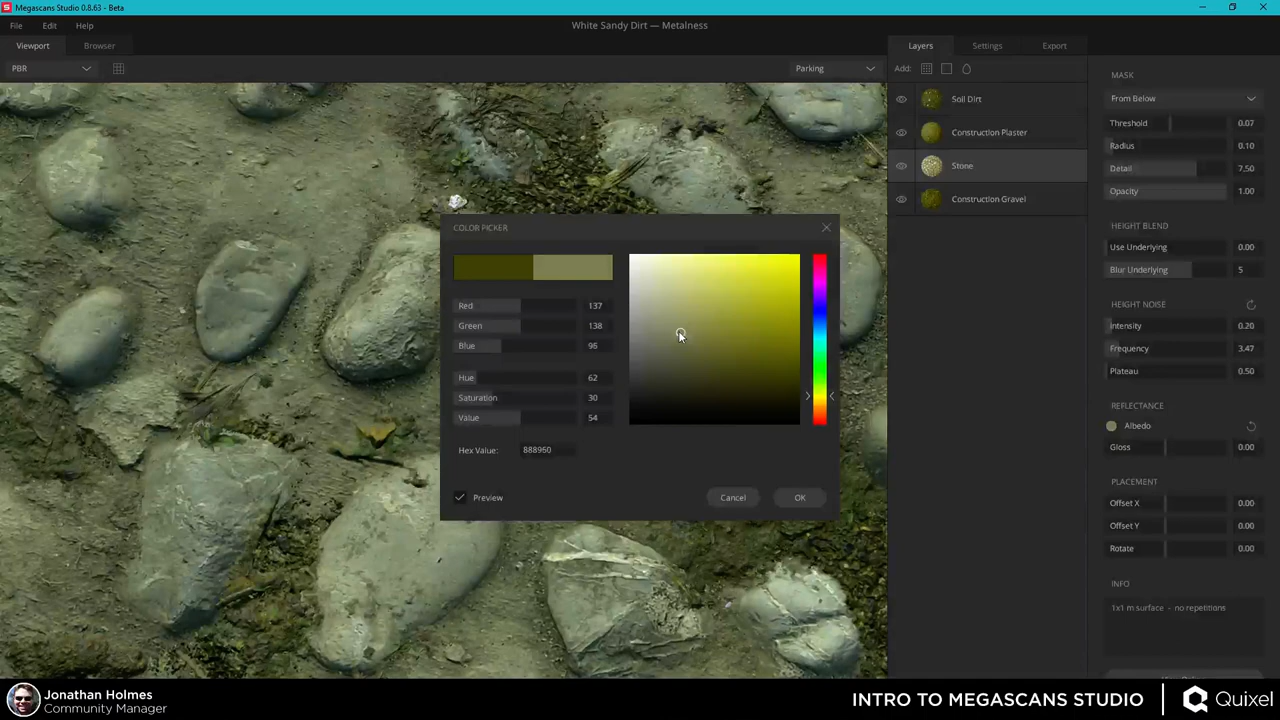 Megascans Studio 0.8.63 - Beta
File Edit Help
White Sandy Dirt — Metalness
Viewport Browser
Layers Settings Export
PBR
Parking
Add:
Soil Dirt
Construction Plaster
Stone
Construction Gravel
MASK
From Below
Threshold 0.07
Radius 0.10
Detail 7.50
Opacity 1.00
HEIGHT BLEND
Use Underlying 0.00
Blur Underlying 5
HEIGHT NOISE
Intensity 0.20
Frequency 3.47
Plateau 0.50
REFLECTANCE
Albedo
Gloss 0.00
PLACEMENT
Offset X 0.00
Offset Y 0.00
Rotate 0.00
INFO
1x1 m surface - no repetitions
COLOR PICKER
Red 137
Green 138
Blue 95
Hue 62
Saturation 30
Value 54
Hex Value: 888960
Preview
Cancel OK
Jonathan Holmes
Community Manager
INTRO TO MEGASCANS STUDIO
Quixel